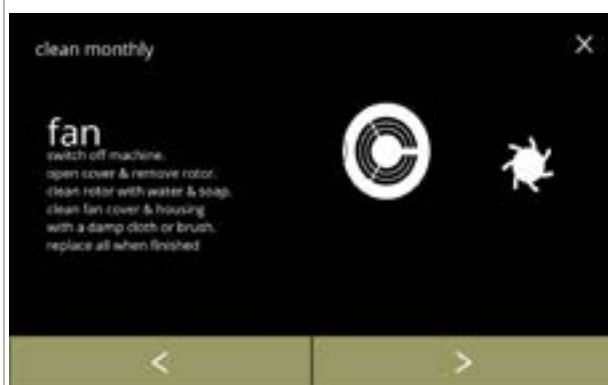 clean monthly
fan
switch off machine.
open cover & remove rotor.
clean rotor with water & soap.
clean fan cover & housing
with a damp cloth or brush.
replace all when finished